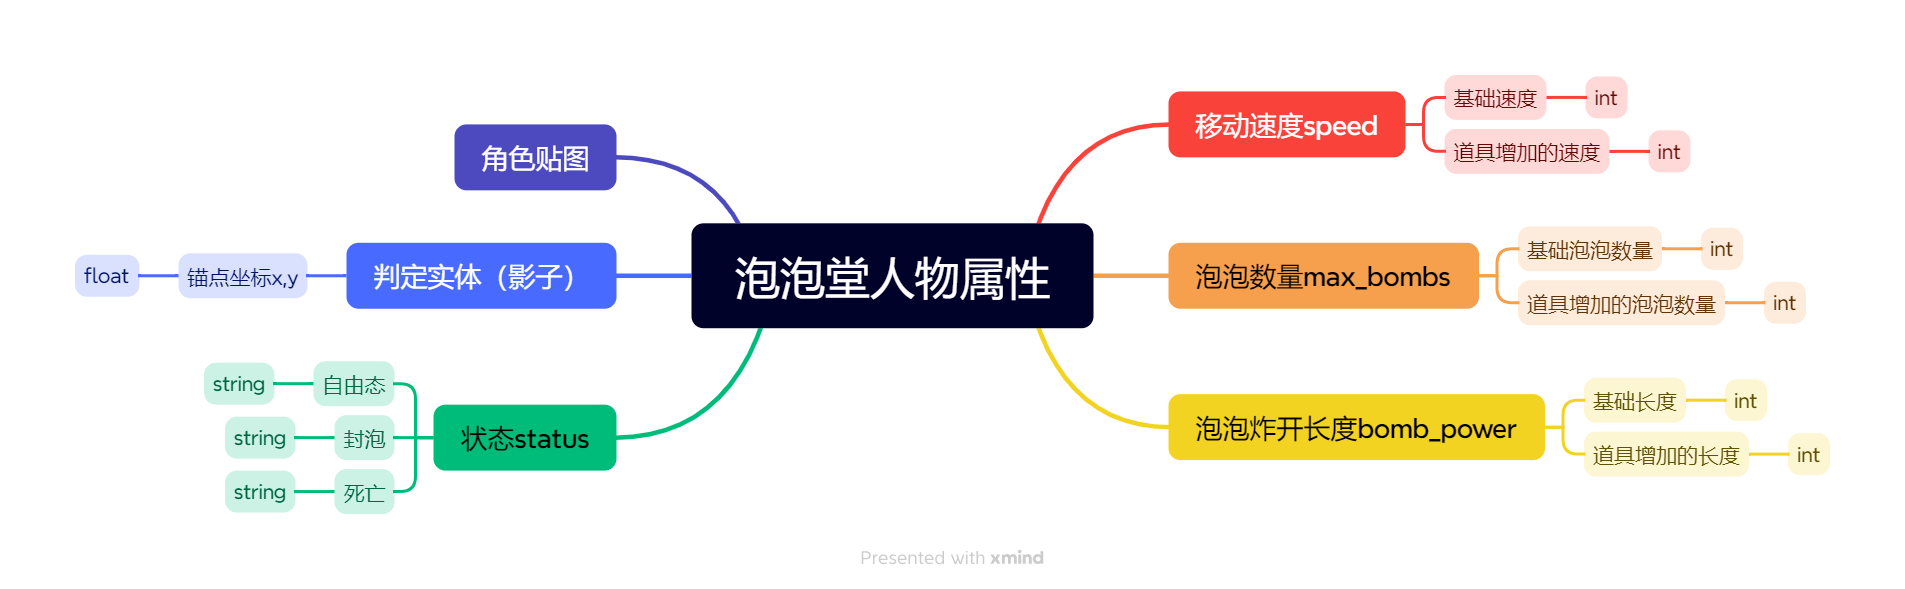 泡泡堂人物属性
移动速度speed
基础速度
int
道具增加的速度
int
泡泡数量max_bombs
基础泡泡数量
int
道具增加的泡泡数量
int
泡泡炸开长度bomb_power
基础长度
int
道具增加的长度
int
角色贴图
判定实体（影子）
锚点坐标x,y
float
状态status
自由态
string
封泡
string
死亡
string
Presented with xmind